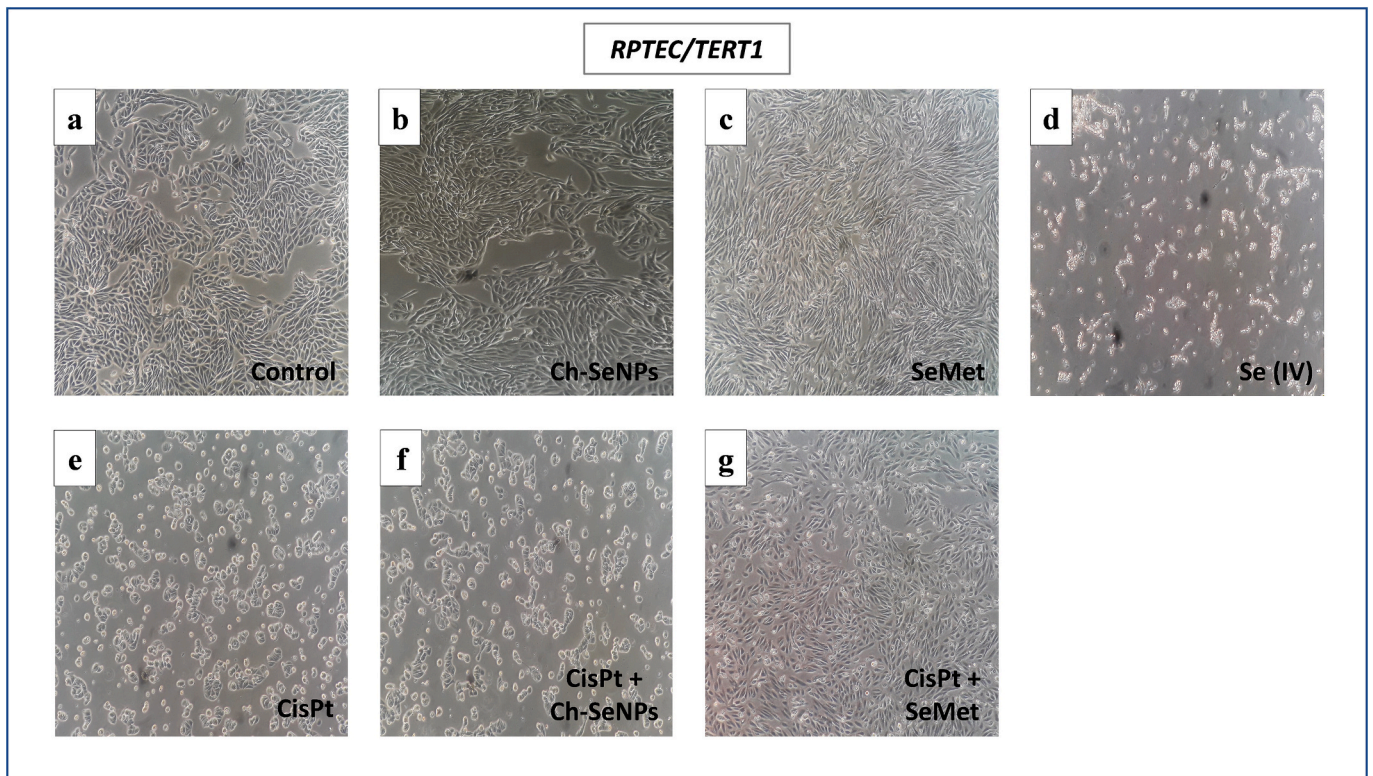 RPTEC/TERT1
a
Control
b
Ch-SeNPs
c
SeMet
d
Se (IV)
e
CisPt
f
CisPt +
Ch-SeNPs
g
CisPt +
SeMet